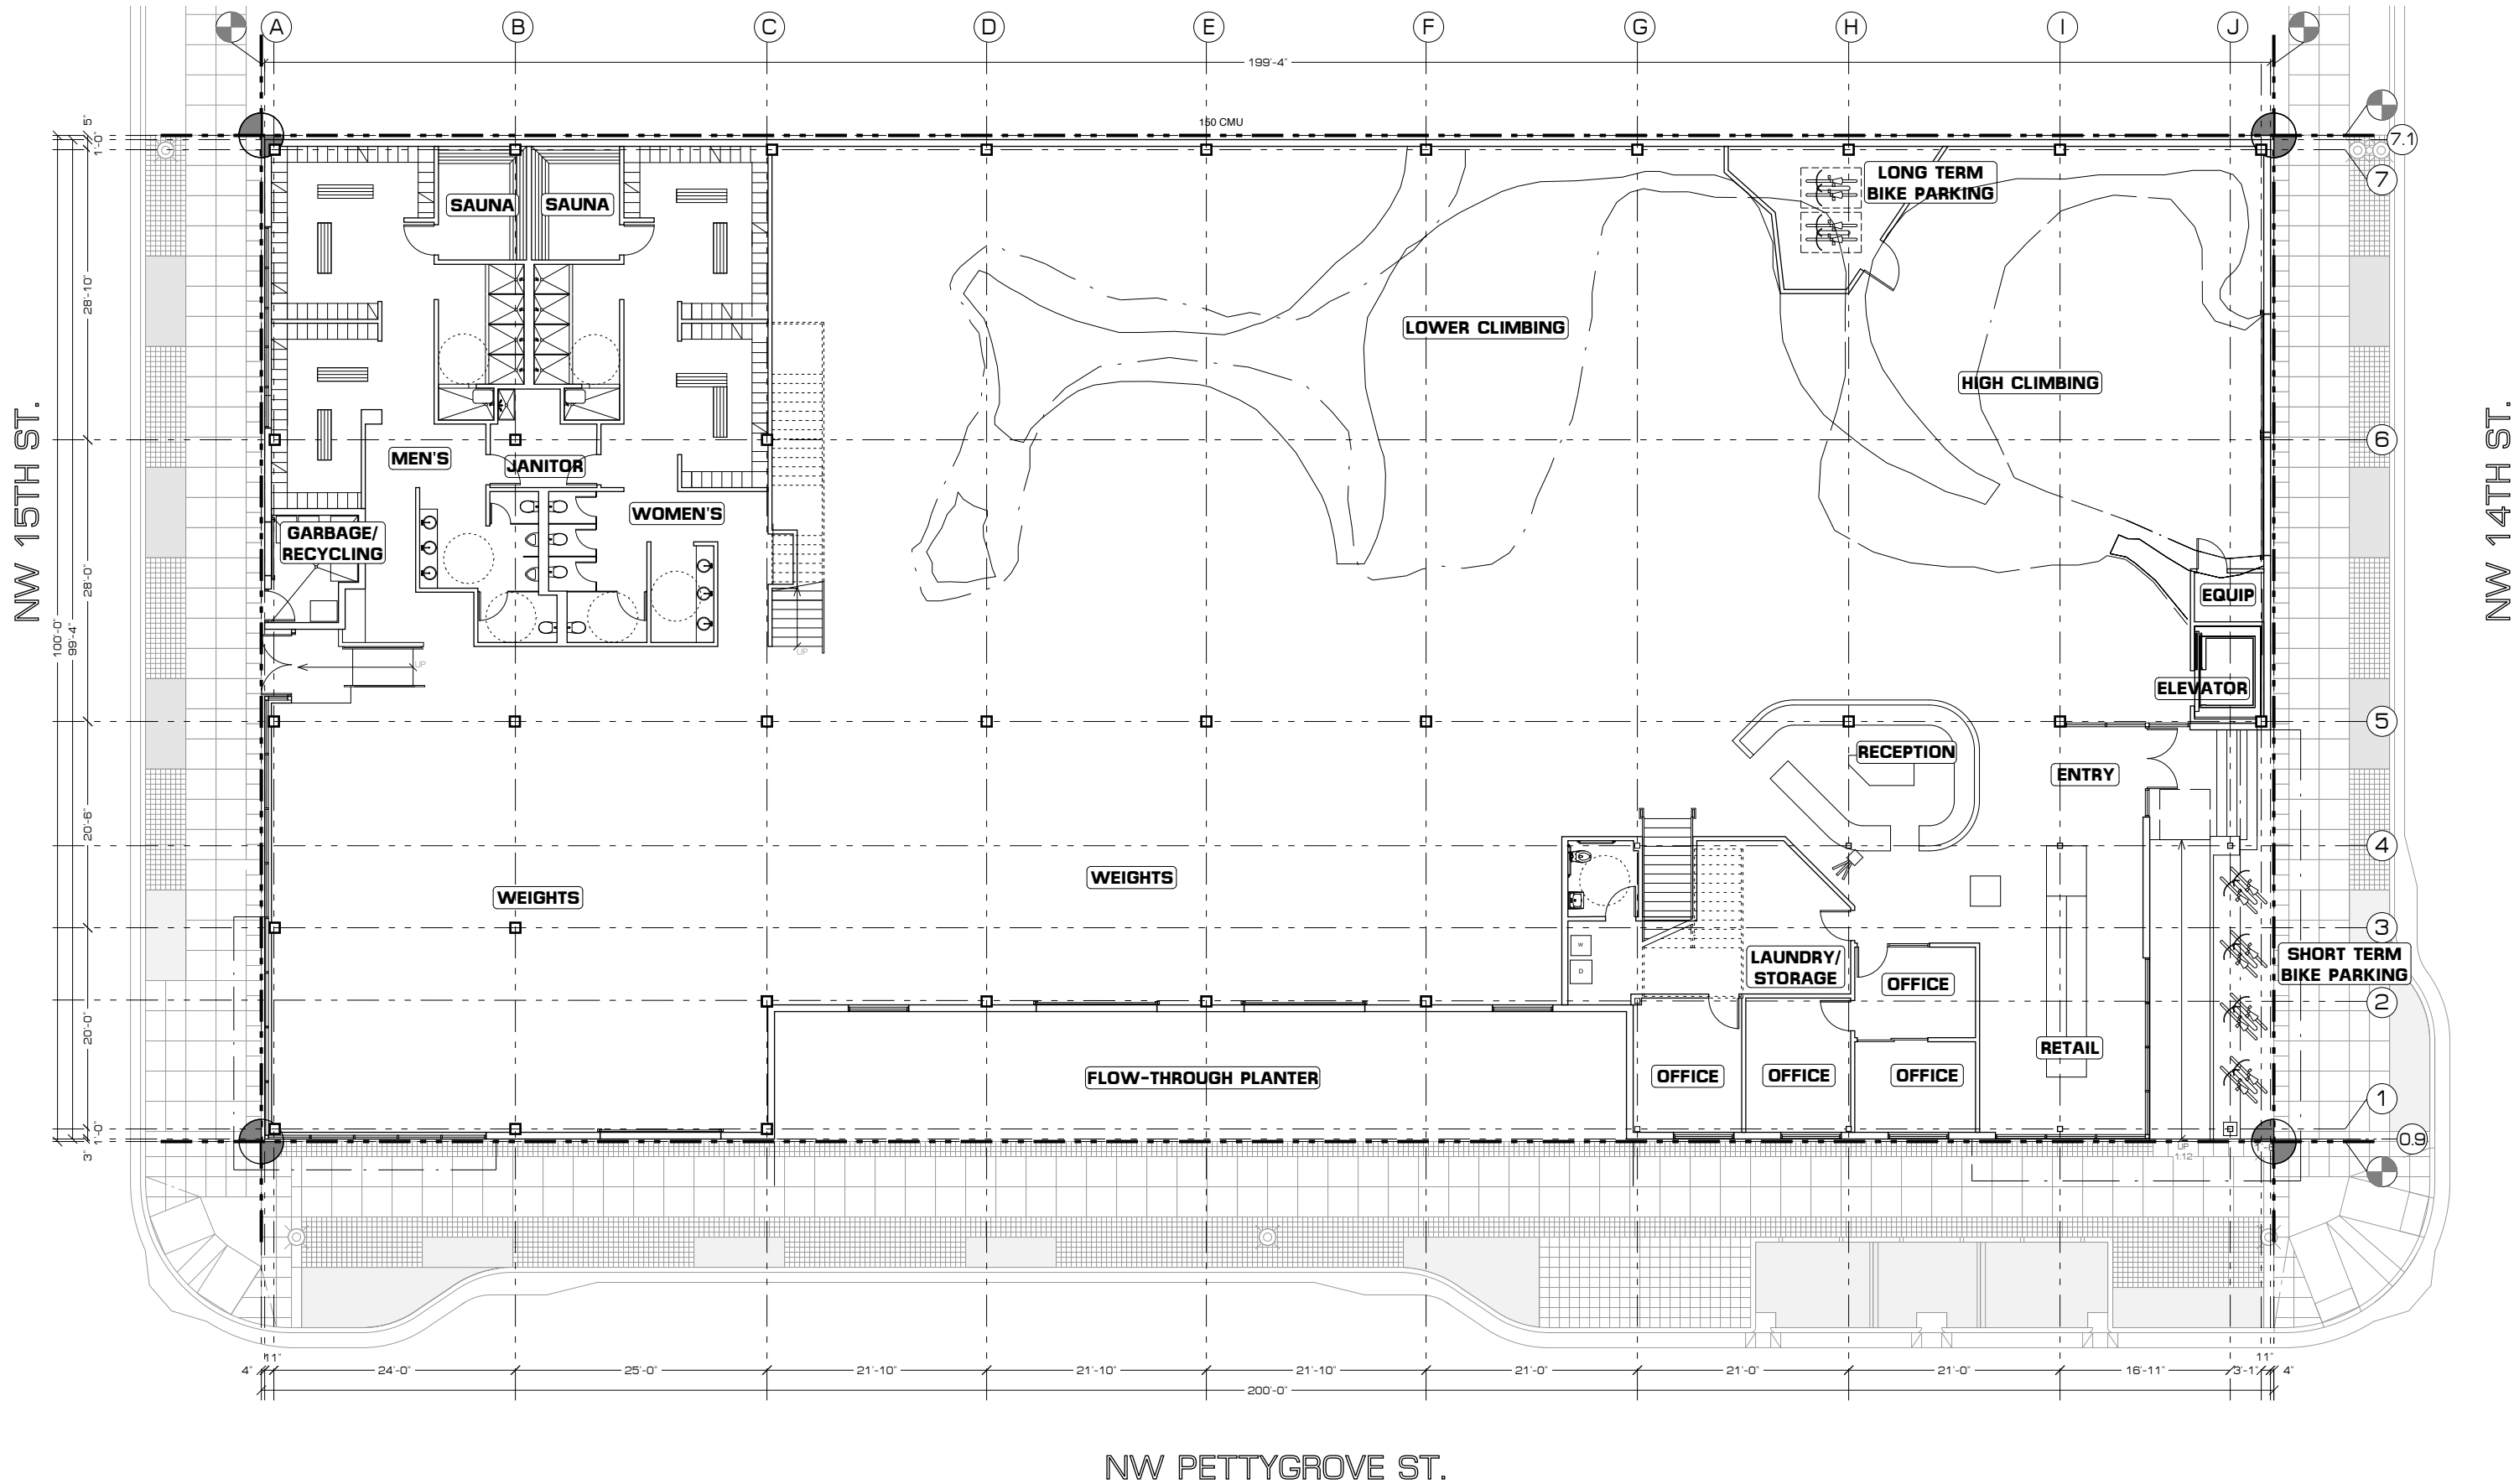 A
B
C
D
E
F
G
H
I
J
199'-4"
150 CMU
5"
1'-0"
7.1
7
LONG TERM
BIKE PARKING
SAUNA
SAUNA
28'-10"
LOWER CLIMBING
HIGH CLIMBING
NW 15TH ST.
NW 14TH ST.
6
MEN'S
JANITOR
WOMEN'S
GARBAGE/
RECYCLING
28'-0"
100'-0"
99'-4"
EQUIP
UP
UP
ELEVATOR
5
RECEPTION
ENTRY
20'-6"
4
WEIGHTS
WEIGHTS
3
W
D
LAUNDRY/
STORAGE
OFFICE
SHORT TERM
BIKE PARKING
2
20'-0"
RETAIL
FLOW-THROUGH PLANTER
OFFICE
OFFICE
OFFICE
1
1'-0"
3"
0.9
UP
1:12
4"
11"
24'-0"
25'-0"
21'-10"
21'-10"
21'-10"
21'-0"
21'-0"
21'-0"
16'-11"
3'-1"
11"
4"
200'-0"
NW PETTYGROVE ST.